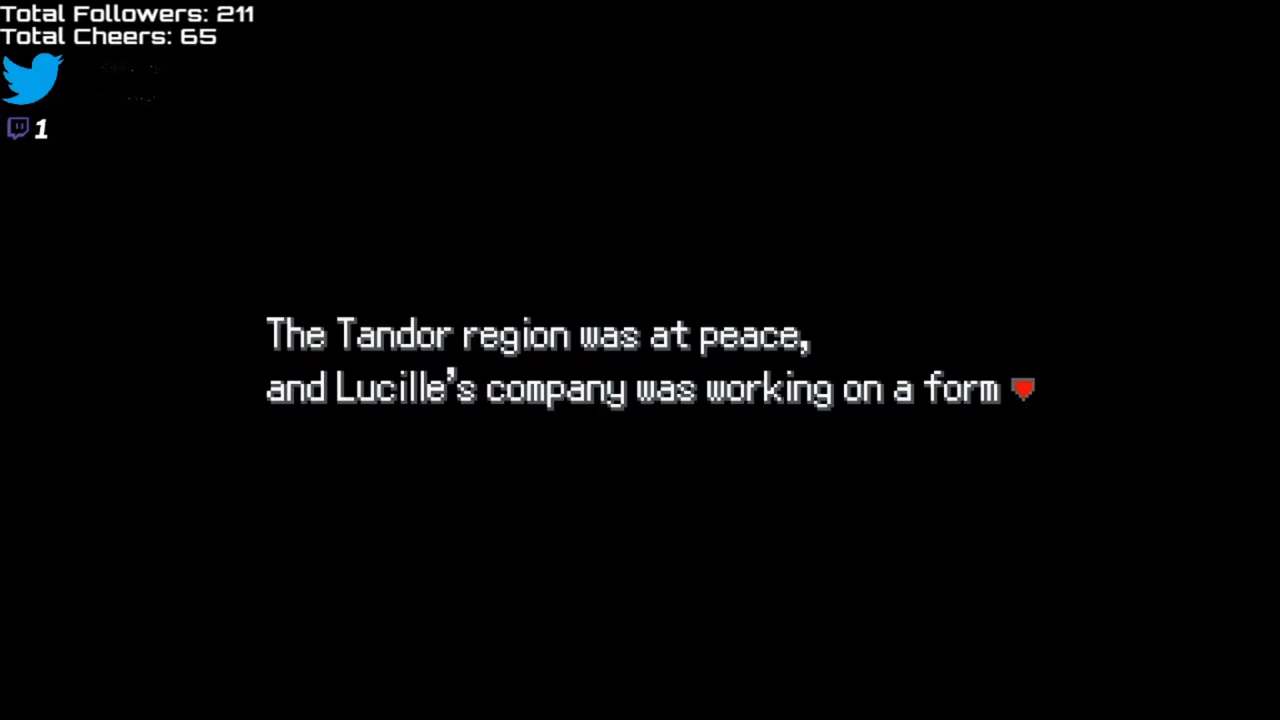 Total Followers: 211
Total Cheers: 65
1
The Tandor region was at peace,
and Lucille's company was working on a form